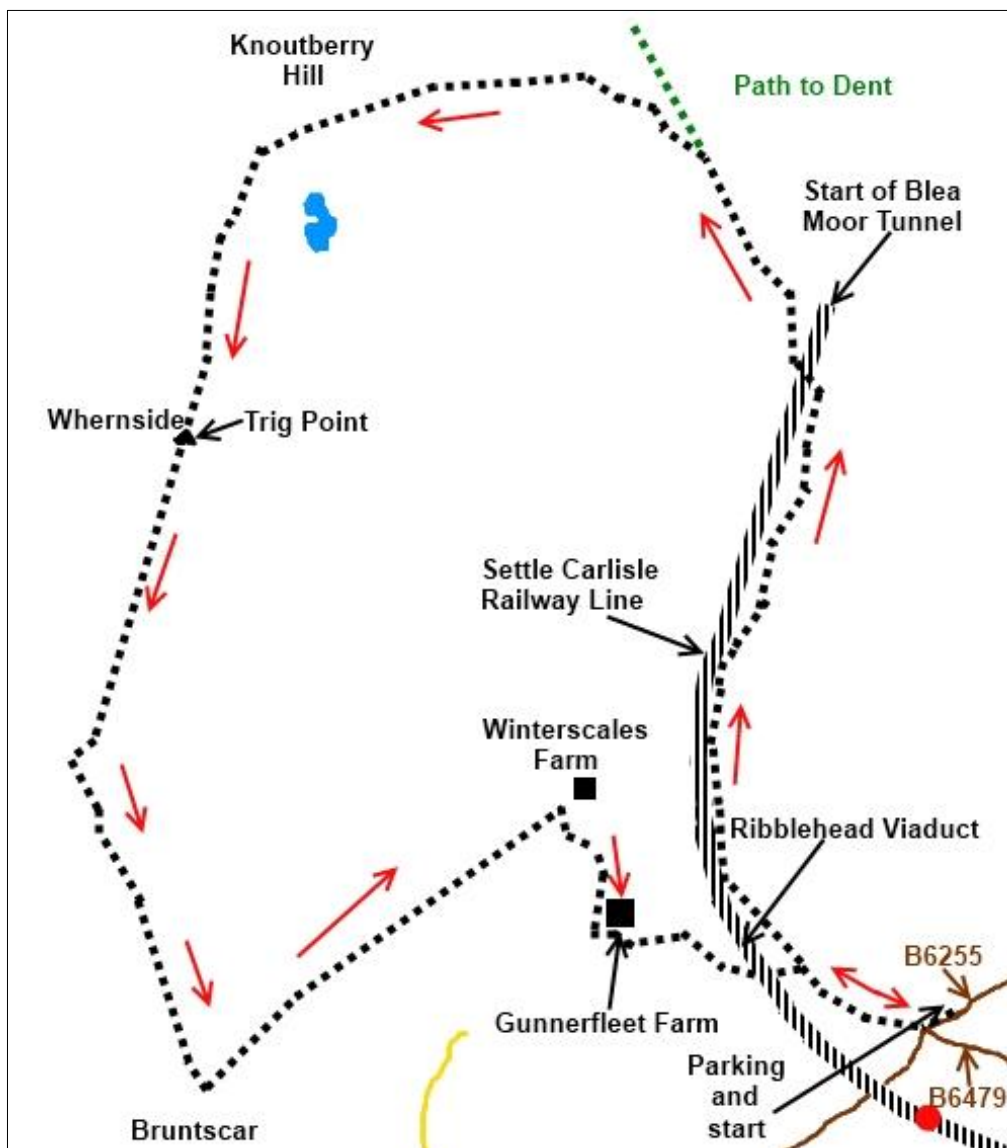 Knoutberry
Hill
Path to Dent
Start of Blea
Moor Tunnel
Whernside
Trig Point
Settle Carlisle
Railway Line
Winterscales
Farm
Ribblehead Viaduct
B6255
Gunnerfleet Farm
Parking
and
start
B6479
Bruntscar